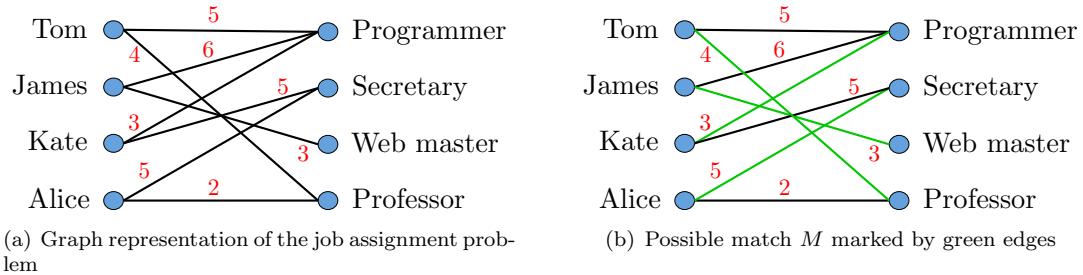 5
Tom
Programmer
4
6
James
5
Secretary
3
Kate
3
Web master
5
2
Alice
Professor
(a) Graph representation of the job assignment prob-
lem
5
Tom
Programmer
4
6
James
5
Secretary
3
Kate
3
Web master
5
2
Alice
Professor
(b) Possible match M marked by green edges